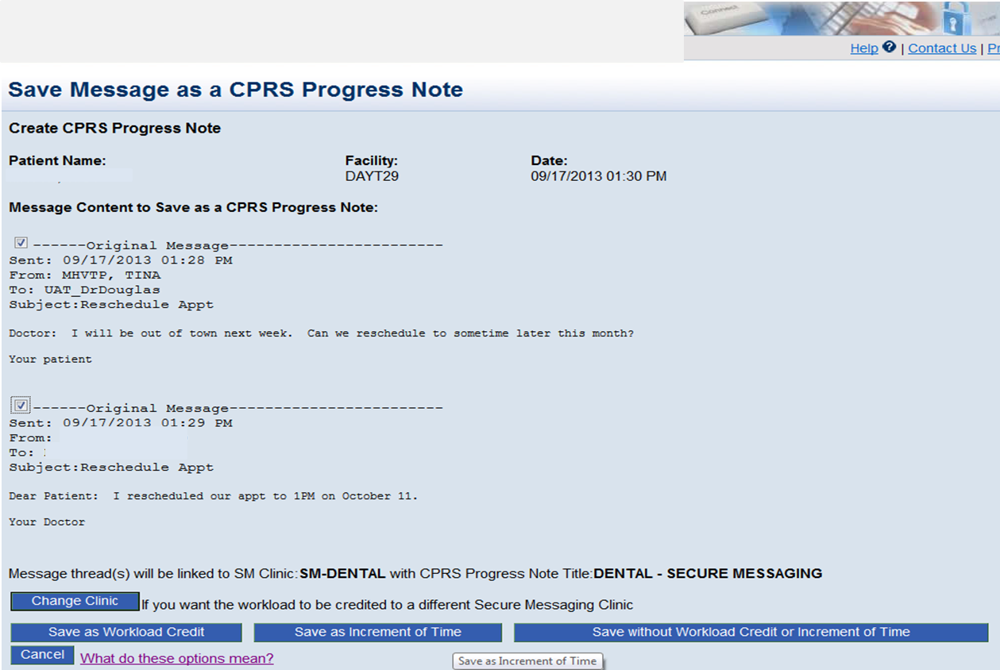 Connect
Help ? | Contact Us | Pr
Save Message as a CPRS Progress Note
Create CPRS Progress Note
Patient Name: Facility: Date:
DAYT29 09/17/2013 01:30 PM
Message Content to Save as a CPRS Progress Note:
------Original Message------------------------
Sent: 09/17/2013 01:28 PM
From: MHVTP, TINA
To: UAT_DrDouglas
Subject:Reschedule Appt
Doctor:  I will be out of town next week.  Can we reschedule to sometime later this month?
Your patient
------Original Message------------------------
Sent: 09/17/2013 01:29 PM
From:
To:
Subject:Reschedule Appt
Dear Patient:  I rescheduled our appt to 1PM on October 11.
Your Doctor
Message thread(s) will be linked to SM Clinic:SM-DENTAL with CPRS Progress Note Title:DENTAL - SECURE MESSAGING
Change Clinic If you want the workload to be credited to a different Secure Messaging Clinic
Save as Workload Credit Save as Increment of Time Save without Workload Credit or Increment of Time
Cancel What do these options mean? Save as Increment of Time